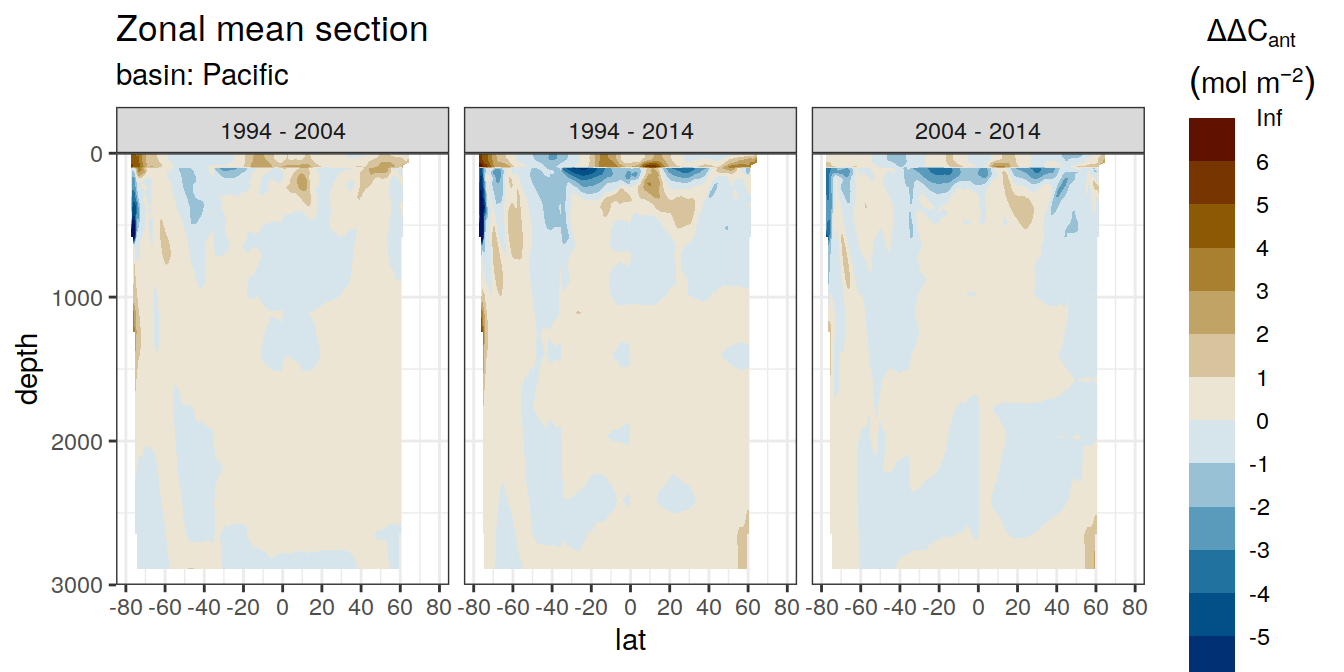 Zonal mean section
basin: Pacific
1994 - 2004
1994 - 2014
2004 - 2014
0
1000
2000
3000
depth
-80 -60 -40 -20 0 20 40 60 80
-80 -60 -40 -20 0 20 40 60 80
-80 -60 -40 -20 0 20 40 60 80
lat
ΔΔCant
(mol m−2)
Inf
6
5
4
3
2
1
0
-1
-2
-3
-4
-5